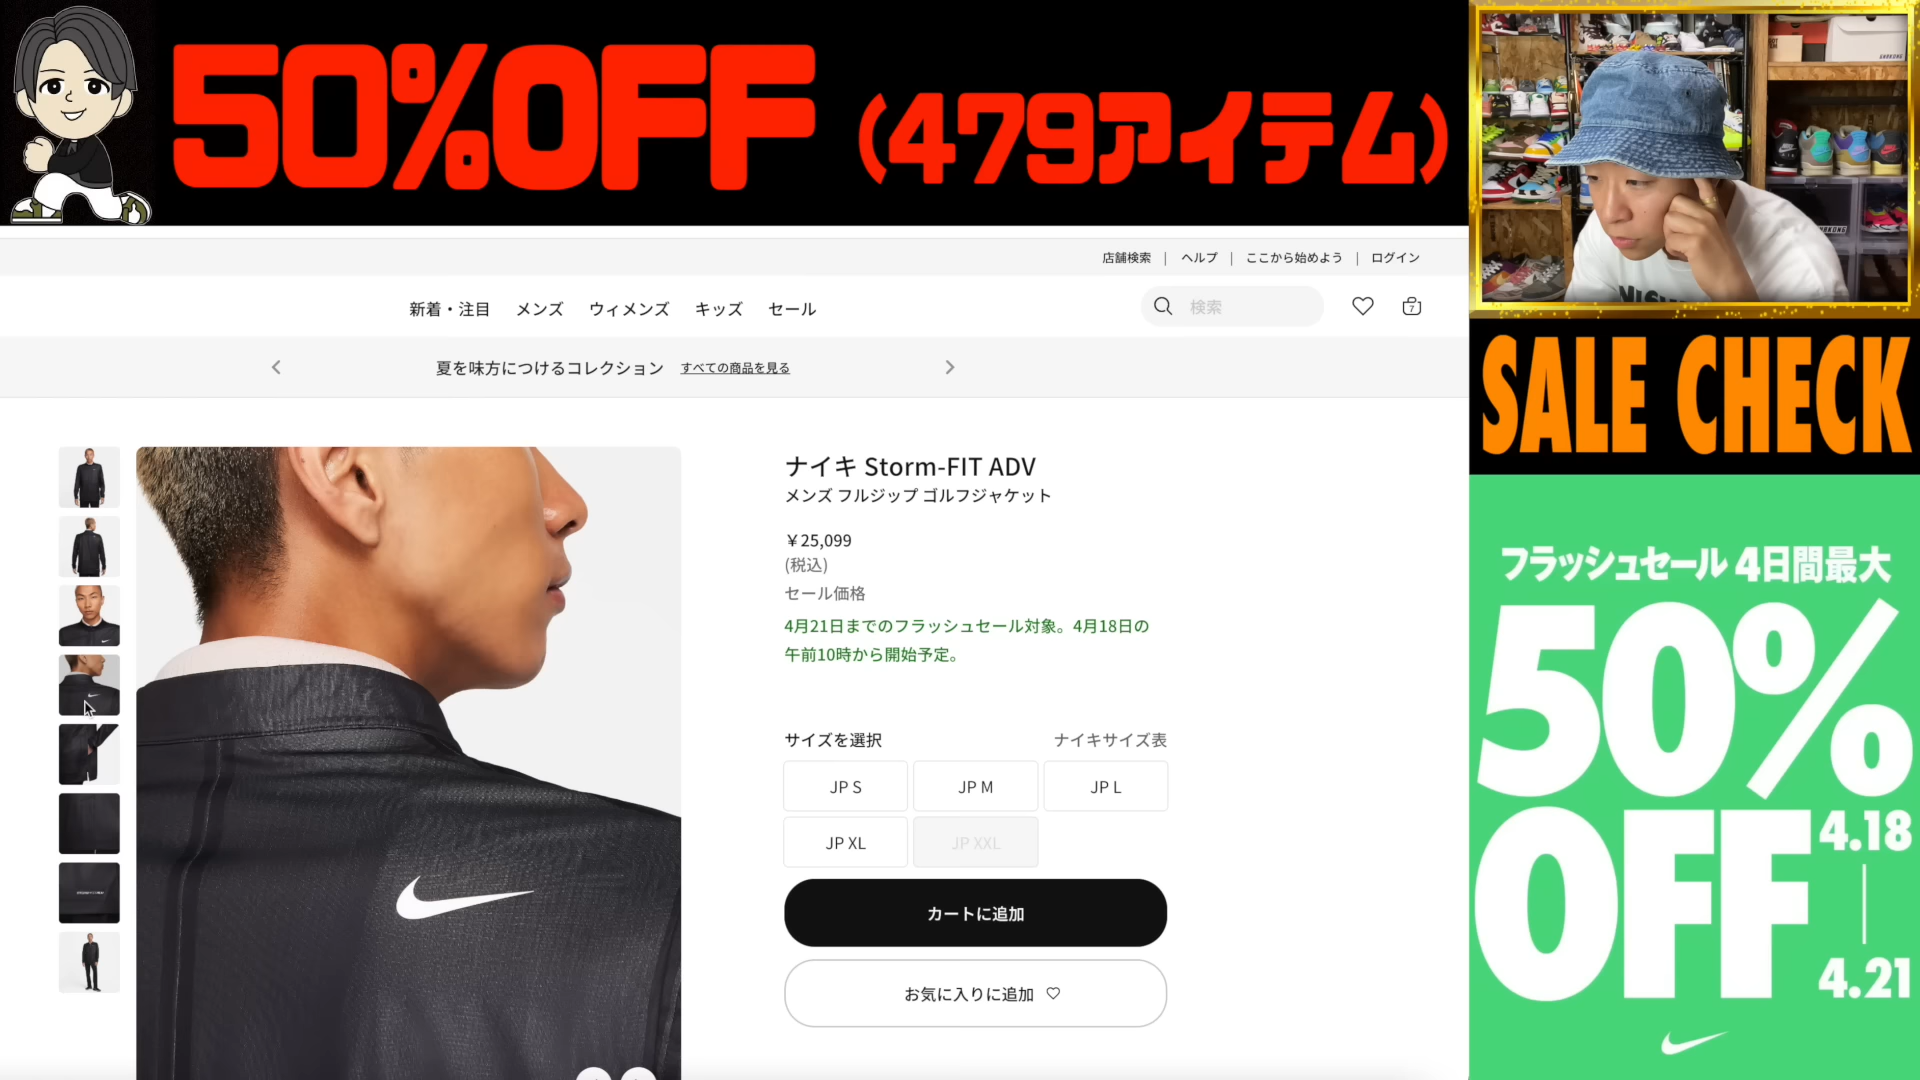 50%OFF (479アイテム)
店舗検索 | ヘルプ | ここから始めよう | ログイン
新着・注目 メンズ ウィメンズ キッズ セール
検索
7
夏を味方につけるコレクション すべての商品を見る
ナイキ Storm-FIT ADV
メンズ フルジップ ゴルフジャケット
￥25,099
(税込)
セール価格
4月21日までのフラッシュセール対象。4月18日の
午前10時から開始予定。
サイズを選択 ナイキサイズ表
JP S JP M JP L
JP XL JP XXL
カートに追加
お気に入りに追加
SALE CHECK
フラッシュセール 4日間最大
50%
OFF
4.18
4.21